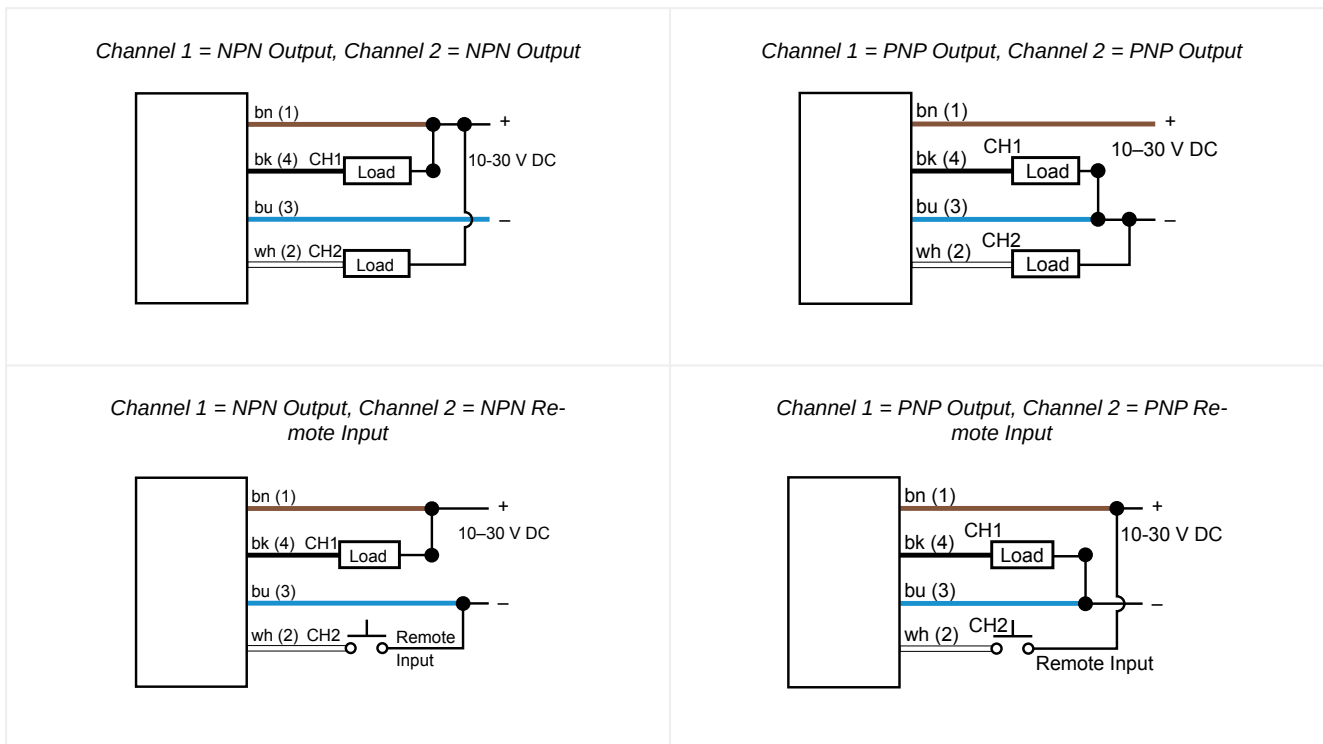 Channel 1 = NPN Output, Channel 2 = NPN Output
bn (1)
+
bk (4) CH1
Load
10-30 V DC
bu (3)
–
wh (2) CH2
Load
Channel 1 = PNP Output, Channel 2 = PNP Output
bn (1)
+
bk (4)
CH1
Load
10–30 V DC
bu (3)
–
wh (2)
CH2
Load
Channel 1 = NPN Output, Channel 2 = NPN Re-
mote Input
bn (1)
+
bk (4) CH1
Load
10–30 V DC
bu (3)
–
wh (2) CH2
Remote
Input
Channel 1 = PNP Output, Channel 2 = PNP Re-
mote Input
bn (1)
+
bk (4)
CH1
Load
10-30 V DC
bu (3)
–
wh (2)
CH2
Remote Input